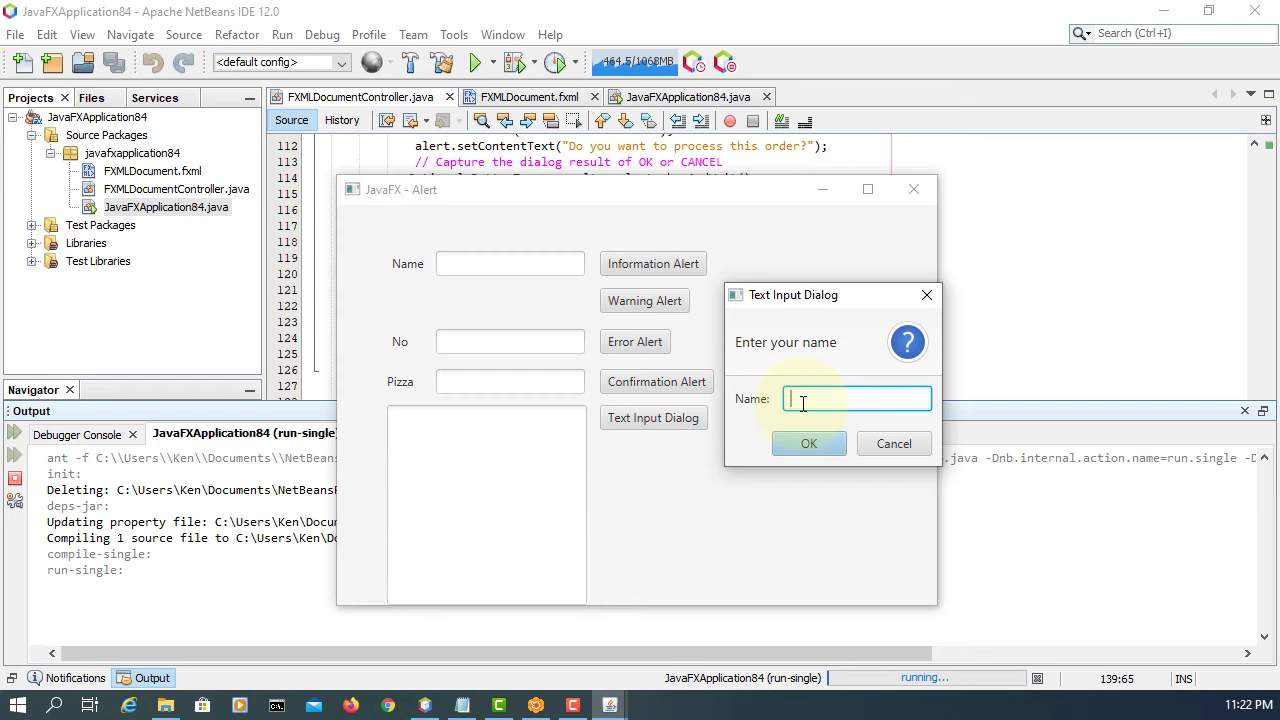 JavaFXApplication84 - Apache NetBeans IDE 12.0
File Edit View Navigate Source Refactor Run Debug Profile Team Tools Window Help
Search (Ctrl+I)
<default config>
464.5/1068MB
Projects Files Services
FXMLDocumentController.java FXMLDocument.fxml JavaFXApplication84.java
Source History
JavaFXApplication84
Source Packages
javafxapplication84
FXMLDocument.fxml
FXMLDocumentController.java
JavaFXApplication84.java
Test Packages
Libraries
Test Libraries
Navigator
112 alert.setContentText("Do you want to process this order?");
113 // Capture the dialog result of OK or CANCEL
114
115
116
117
118
119
120
121
122
123
124
125
126
127
JavaFX - Alert
Name
Information Alert
Warning Alert
No
Error Alert
Pizza
Confirmation Alert
Text Input Dialog
Text Input Dialog
Enter your name
?
Name:
OK Cancel
Output
Debugger Console JavaFXApplication84 (run-single)
ant -f C:\\Users\\Ken\\Documents\\NetBeans .java -Dnb.internal.action.name=run.single -D
init:
Deleting: C:\Users\Ken\Documents\NetBeans
deps-jar:
Updating property file: C:\Users\Ken\Docum
Compiling 1 source file to C:\Users\Ken\Do
compile-single:
run-single:
Notifications Output
JavaFXApplication84 (run-single) running... 139:65 INS
11:22 PM